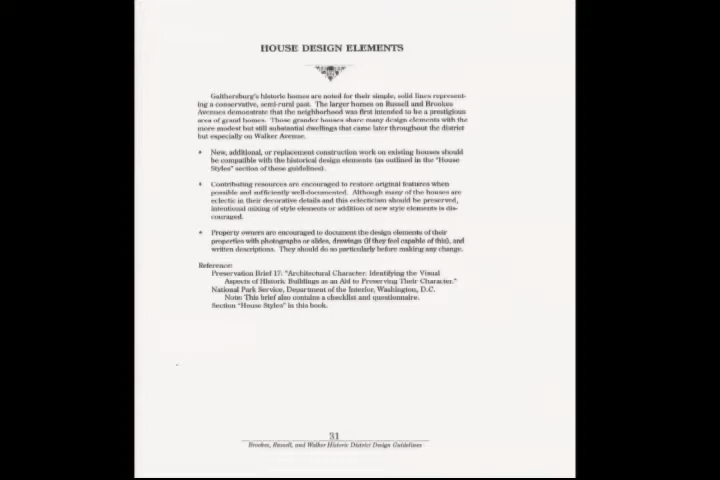 HOUSE DESIGN ELEMENTS
Gaithersburg's historic homes are noted for their simple, solid lines represent-
ing a conservative, semi-rural past. The larger homes on Russell and Brookes
Avenues demonstrate that the neighborhood was first intended to be a prestigious
area of grand homes. These grander houses share many design elements with the
more modest but still substantial dwellings that came later throughout the district
but especially on Walker Avenue.
• New, additional, or replacement construction work on existing houses should
be compatible with the historical design elements (as outlined in the "House
Styles" section of these guidelines).
• Contributing resources are encouraged to restore original features when
possible and sufficiently well-documented. Although many of the houses are
eclectic in their decorative details and this eclecticism should be preserved,
intentional mixing of style elements or addition of new style elements is dis-
couraged.
• Property owners are encouraged to document the design elements of their
properties with photographs or slides, drawings (if they feel capable of this), and
written descriptions. They should do so particularly before making any change.
Reference:
Preservation Brief 17: "Architectural Character: Identifying the Visual
Aspects of Historic Buildings as an Aid to Preserving Their Character."
National Park Service, Department of the Interior, Washington, D.C.
Note: This brief also contains a checklist and questionnaire.
Section "House Styles" in this book.
31
Brookes, Russell, and Walker Historic District Design Guidelines